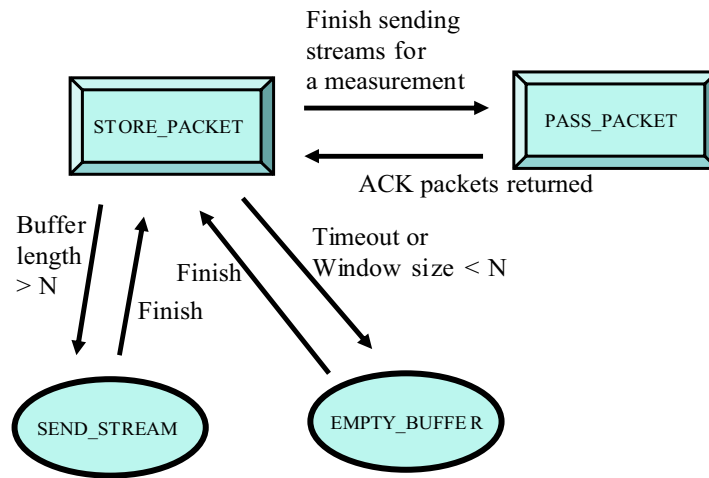 Finish sending
streams for
a measurement
STORE_PACKET
PASS_PACKET
ACK packets returned
Buffer
length
> N
Finish
Finish
Timeout or
Window size < N
SEND_STREAM
EMPTY_BUFFER